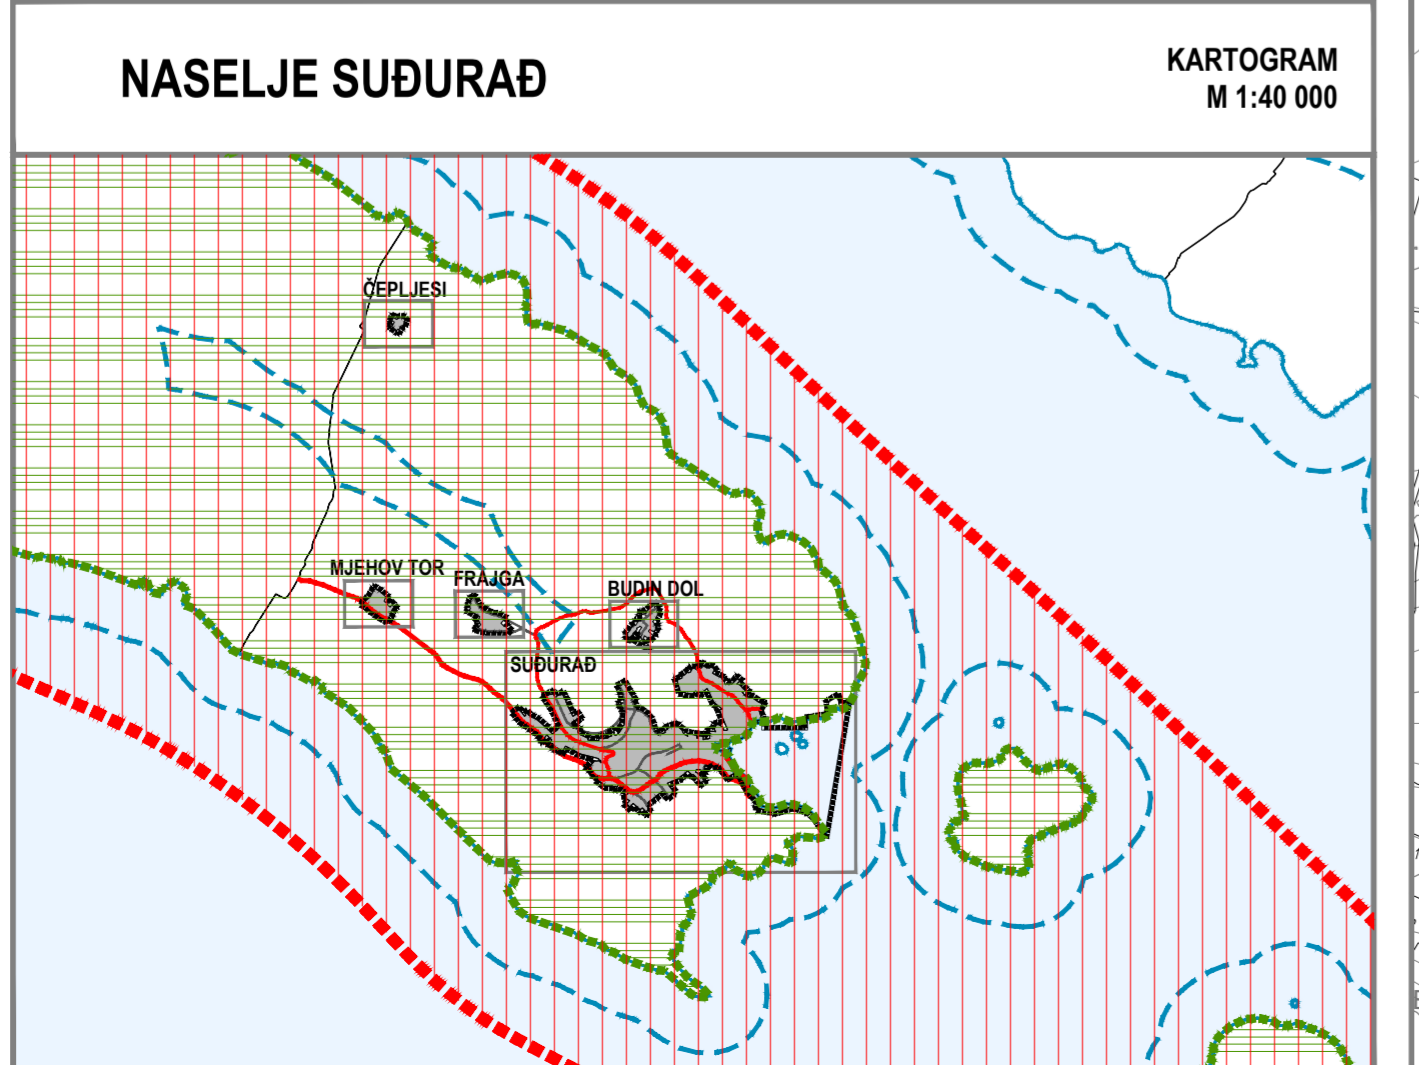 NASELJE SUĐURAĐ
KARTOGRAM
M 1:40 000
ČEPLJESI
MJEHOV TOR
FRAJGA
BUDIN DOL
SUĐURAĐ